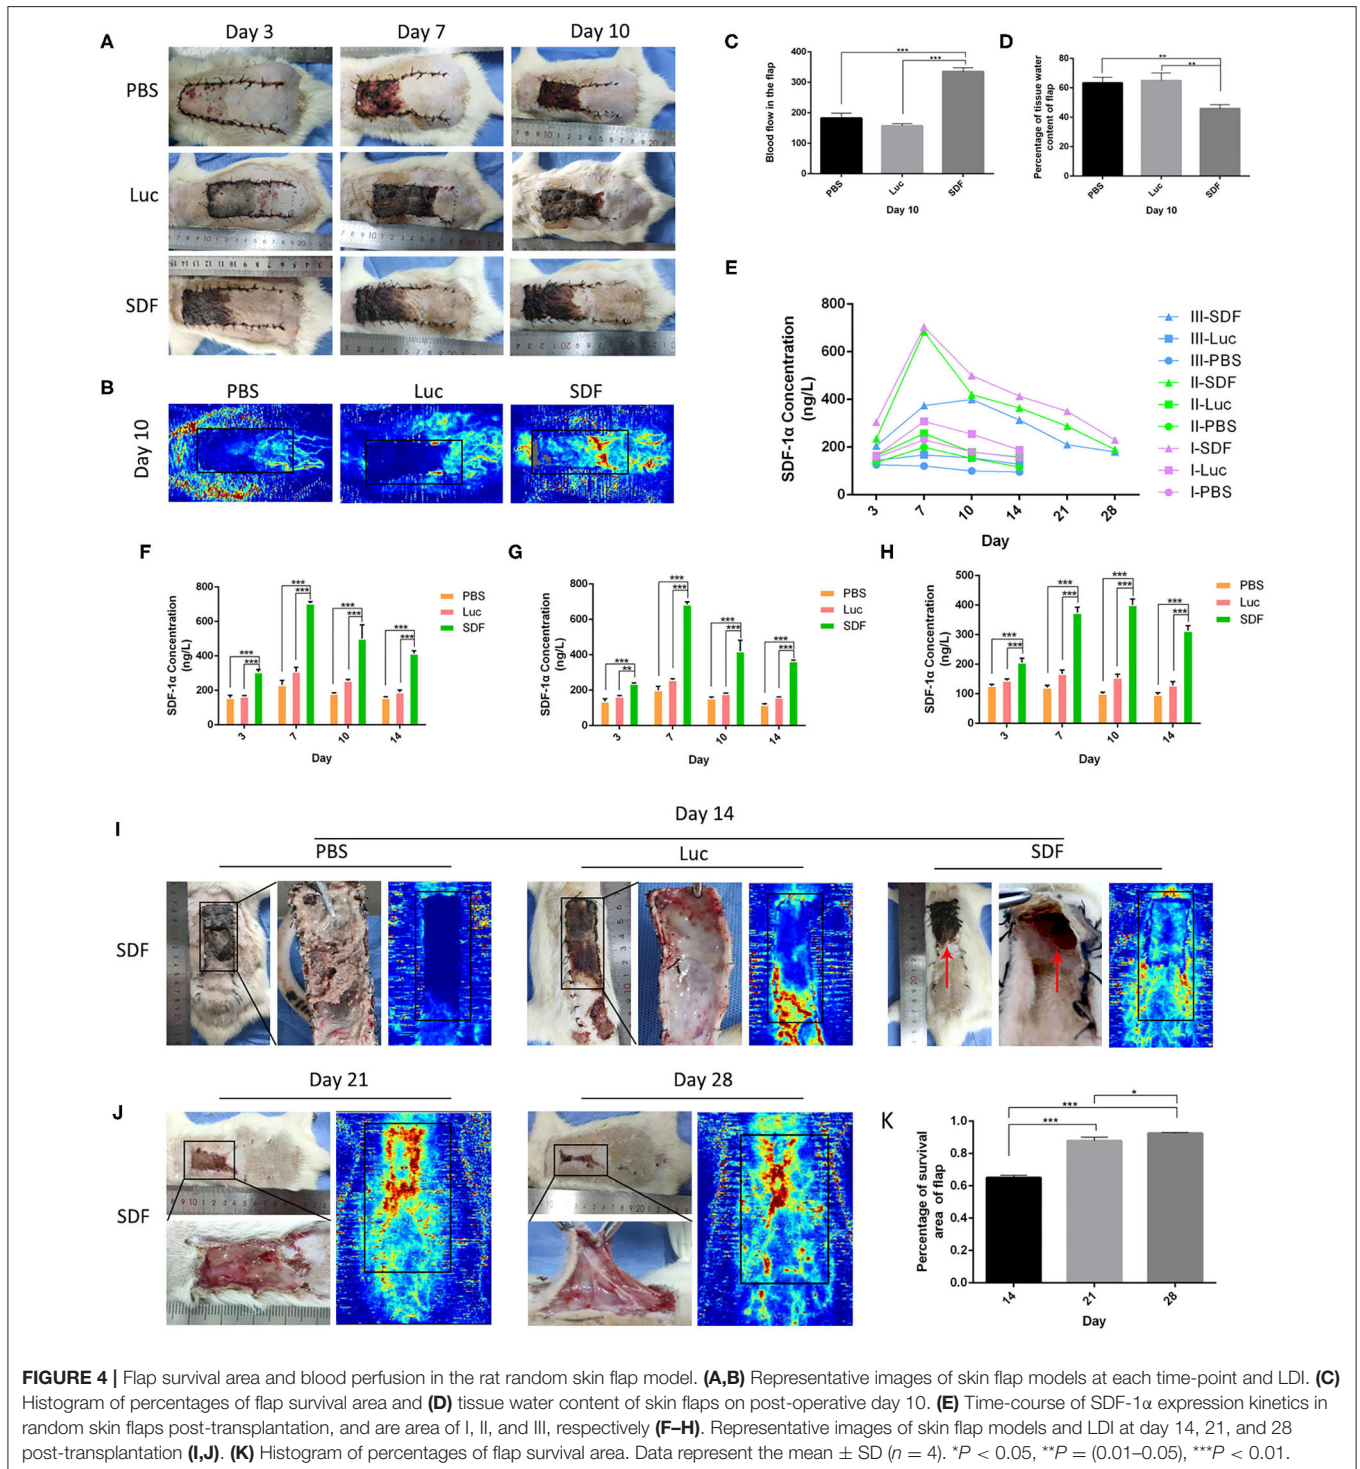 A
Day 3
Day 7
Day 10
PBS
Luc
SDF
B
PBS
Luc
SDF
Day 10
C
***
***
400
300
200
100
0
Blood flow in the flap
PBS
Luc
SDF
Day 10
D
**
**
80
60
40
20
0
Percentage of tissue water
content of flap
PBS
Luc
SDF
Day 10
E
800
600
400
200
0
SDF-1α Concentration
(ng/L)
3
7
10
14
21
28
Day
III-SDF
III-Luc
III-PBS
II-SDF
II-Luc
II-PBS
I-SDF
I-Luc
I-PBS
F
800
600
400
200
0
SDF-1α Concentration
(ng/L)
***
***
***
***
***
***
***
***
3
7
10
14
Day
PBS
Luc
SDF
G
800
600
400
200
0
SDF-1α Concentration
(ng/L)
***
**
***
***
***
***
***
***
3
7
10
14
Day
PBS
Luc
SDF
H
500
400
300
200
100
0
SDF-1α Concentration
(ng/L)
***
***
***
***
***
***
***
***
3
7
10
14
Day
PBS
Luc
SDF
I
Day 14
PBS
Luc
SDF
SDF
J
Day 21
Day 28
SDF
K
***
***
*
1.0
0.8
0.6
0.4
0.2
0.0
Percentage of survival
area of flap
14
21
28
Day
FIGURE 4 | Flap survival area and blood perfusion in the rat random skin flap model. (A,B) Representative images of skin flap models at each time-point and LDI. (C)
Histogram of percentages of flap survival area and (D) tissue water content of skin flaps on post-operative day 10. (E) Time-course of SDF-1α expression kinetics in
random skin flaps post-transplantation, and are area of I, II, and III, respectively (F–H). Representative images of skin flap models and LDI at day 14, 21, and 28
post-transplantation (I,J). (K) Histogram of percentages of flap survival area. Data represent the mean ± SD (n = 4). *P < 0.05, **P = (0.01–0.05), ***P < 0.01.